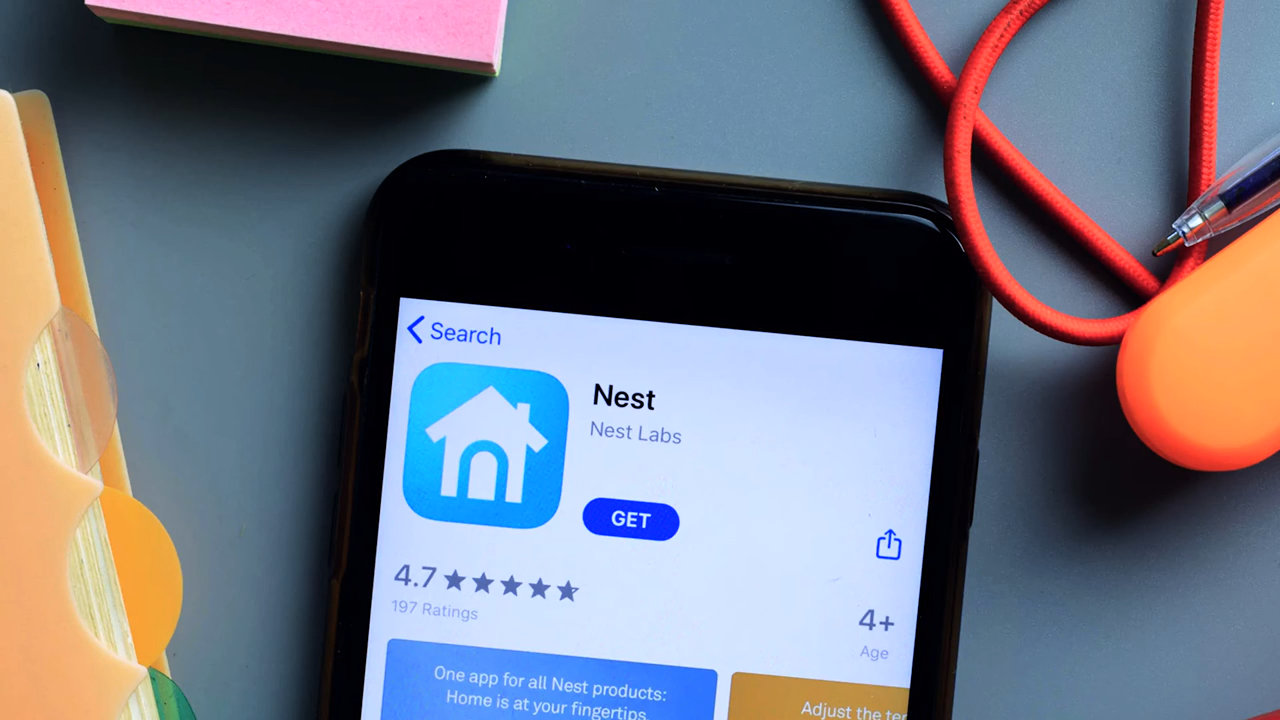 Search
Nest
Nest Labs
GET
4.7
197 Ratings
4+
Age
One app for all Nest products:
Home is at your fingertips.
Adjust the